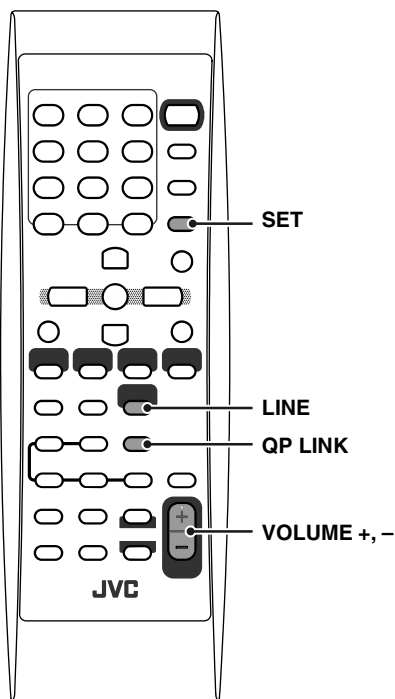 SET
LINE
QP LINK
+
VOLUME +, –
–
JVC